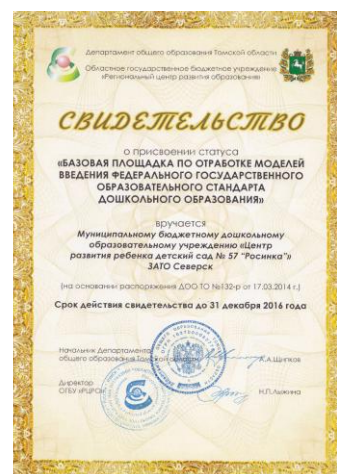 Департамент общего образования Томской области
Областное государственное бюджетное учреждение
«Региональный центр развития образования»
СВИДЕТЕЛЬСТВО
о присвоении статуса
«БАЗОВАЯ ПЛОЩАДКА ПО ОТРАБОТКЕ МОДЕЛЕЙ
ВВЕДЕНИЯ ФЕДЕРАЛЬНОГО ГОСУДАРСТВЕННОГО
ОБРАЗОВАТЕЛЬНОГО СТАНДАРТА
ДОШКОЛЬНОГО ОБРАЗОВАНИЯ»
вручается
Муниципальному бюджетному дошкольному
образовательному учреждению «Центр
развития ребенка детский сад № 57 "Росинка"»
ЗАТО Северск
(на основании распоряжения ДОО ТО №132-р от 17.03.2014 г.)
Срок действия свидетельства до 31 декабря 2016 года
Начальник Департамента
общего образования Томской области А.А.Щипков
Директор
ОГБУ «РЦРО» Н.П.Лыжина